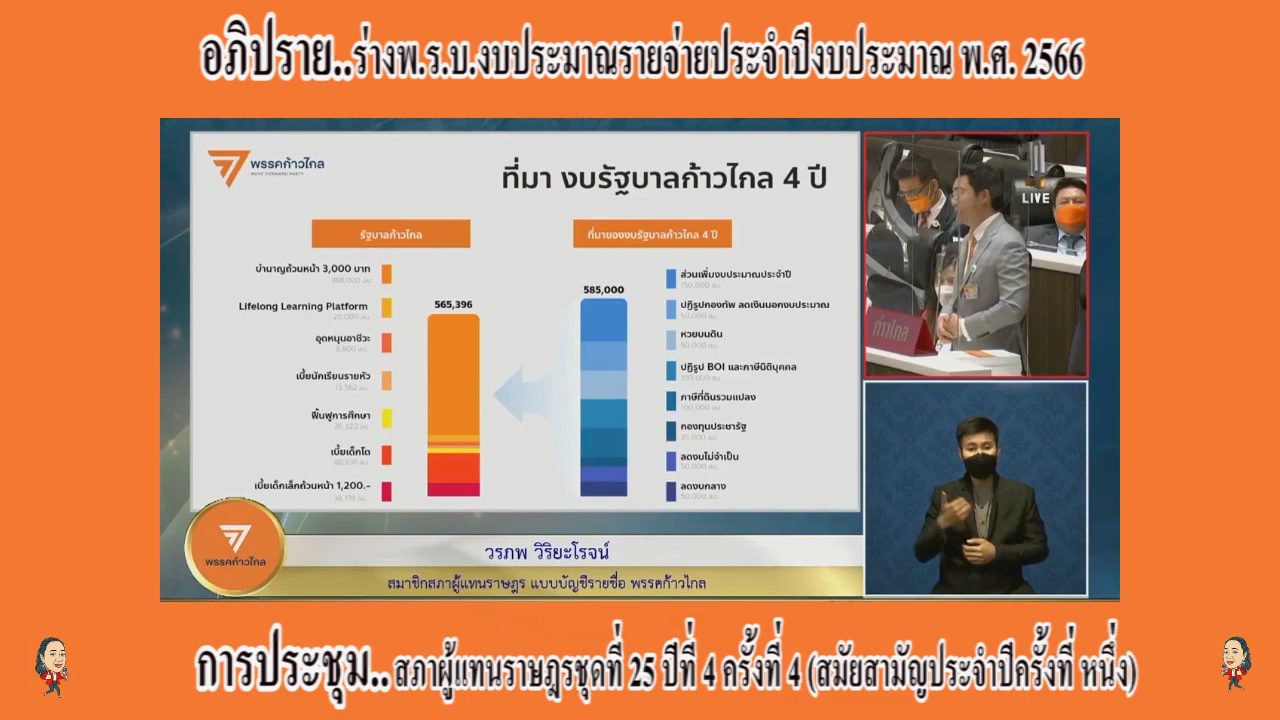 อภิปราย..ร่างพ.ร.บ.งบประมาณรายจ่ายประจำปีงบประมาณ พ.ศ. 2566
พรรคก้าวไกล
MOVE FORWARD PARTY
ที่มา งบรัฐบาลก้าวไกล 4 ปี
รัฐบาลก้าวไกล
ที่มาของงบรัฐบาลก้าวไกล 4 ปี
บำนาญถ้วนหน้า 3,000 บาท
Lifelong Learning Platform
20,000 ลบ.
อุดหนุนอาชีวะ
เบี้ยนักเรียนรายหัว
ฟื้นฟูการศึกษา
เบี้ยเด็กโต
เบี้ยเด็กเล็กถ้วนหน้า 1,200.-
565,396
585,000
ส่วนเพิ่มงบประมาณประจำปี
150,000 ลบ.
ปฏิรูปกองทัพ ลดเงินนอกงบประมาณ
50,000 ลบ.
หวยบนดิน
50,000 ลบ.
ปฏิรูป BOI และภาษีนิติบุคคล
100,000 ลบ.
ภาษีที่ดินรวมแปลง
กองทุนประชารัฐ
ลดงบไม่จำเป็น
50,000 ลบ.
ลดงบกลาง
50,000 ลบ.
LIVE
ก้าวไกล
พรรคก้าวไกล
วรภพ วิริยะโรจน์
สมาชิกสภาผู้แทนราษฎร แบบบัญชีรายชื่อ พรรคก้าวไกล
การประชุม.. สภาผู้แทนราษฎรชุดที่ 25 ปีที่ 4 ครั้งที่ 4 (สมัยสามัญประจำปีครั้งที่ หนึ่ง)